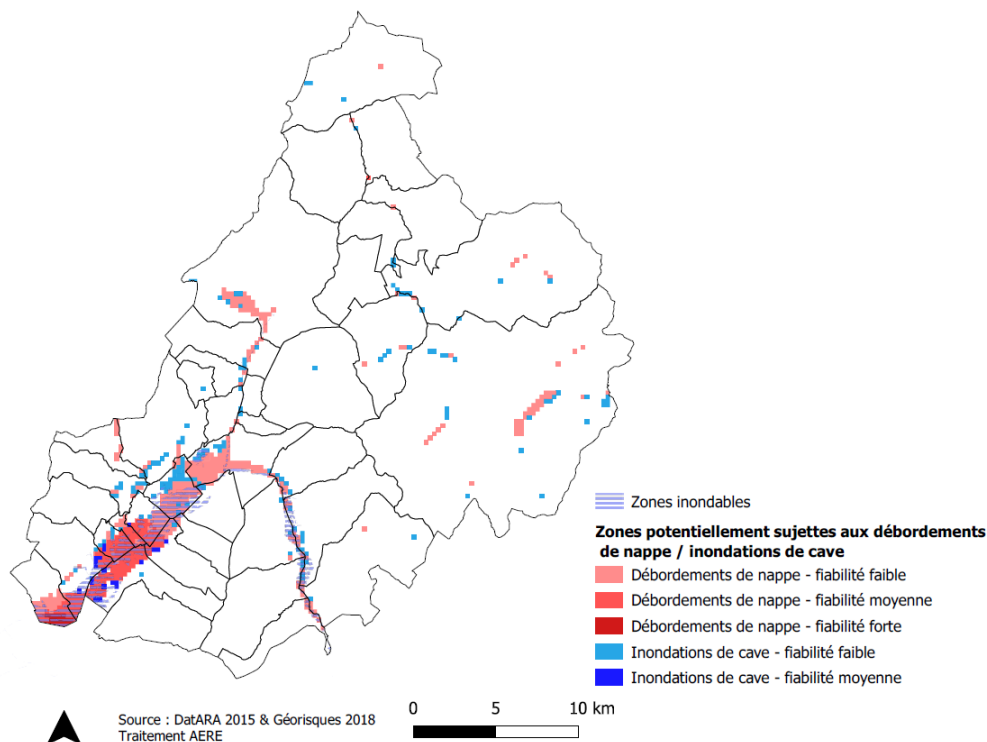 Zones inondables
Zones potentiellement sujettes aux débordements
de nappe / inondations de cave
Débordements de nappe - fiabilité faible
Débordements de nappe - fiabilité moyenne
Débordements de nappe - fiabilité forte
Inondations de cave - fiabilité faible
Inondations de cave - fiabilité moyenne
Source : DatARA 2015 & Géorisques 2018
Traitement AERE
0 5 10 km